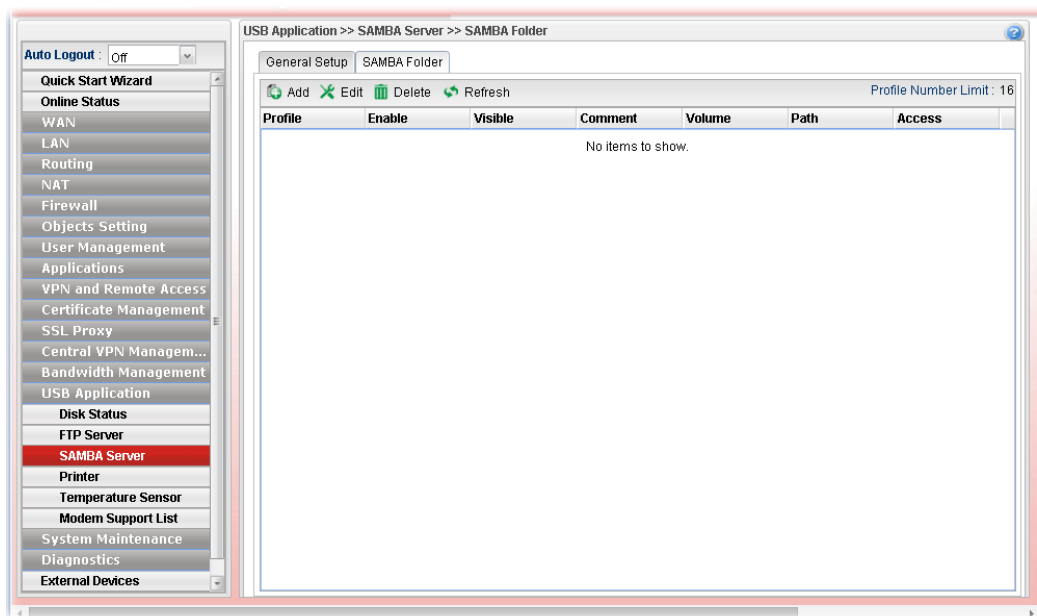 USB Application >> SAMBA Server >> SAMBA Folder
Auto Logout : Off
Quick Start Wizard
Online Status
WAN
LAN
Routing
NAT
Firewall
Objects Setting
User Management
Applications
VPN and Remote Access
Certificate Management
SSL Proxy
Central VPN Managem...
Bandwidth Management
USB Application
Disk Status
FTP Server
SAMBA Server
Printer
Temperature Sensor
Modem Support List
System Maintenance
Diagnostics
External Devices
General Setup SAMBA Folder
Add Edit Delete Refresh Profile Number Limit : 16
Profile Enable Visible Comment Volume Path Access
No items to show.